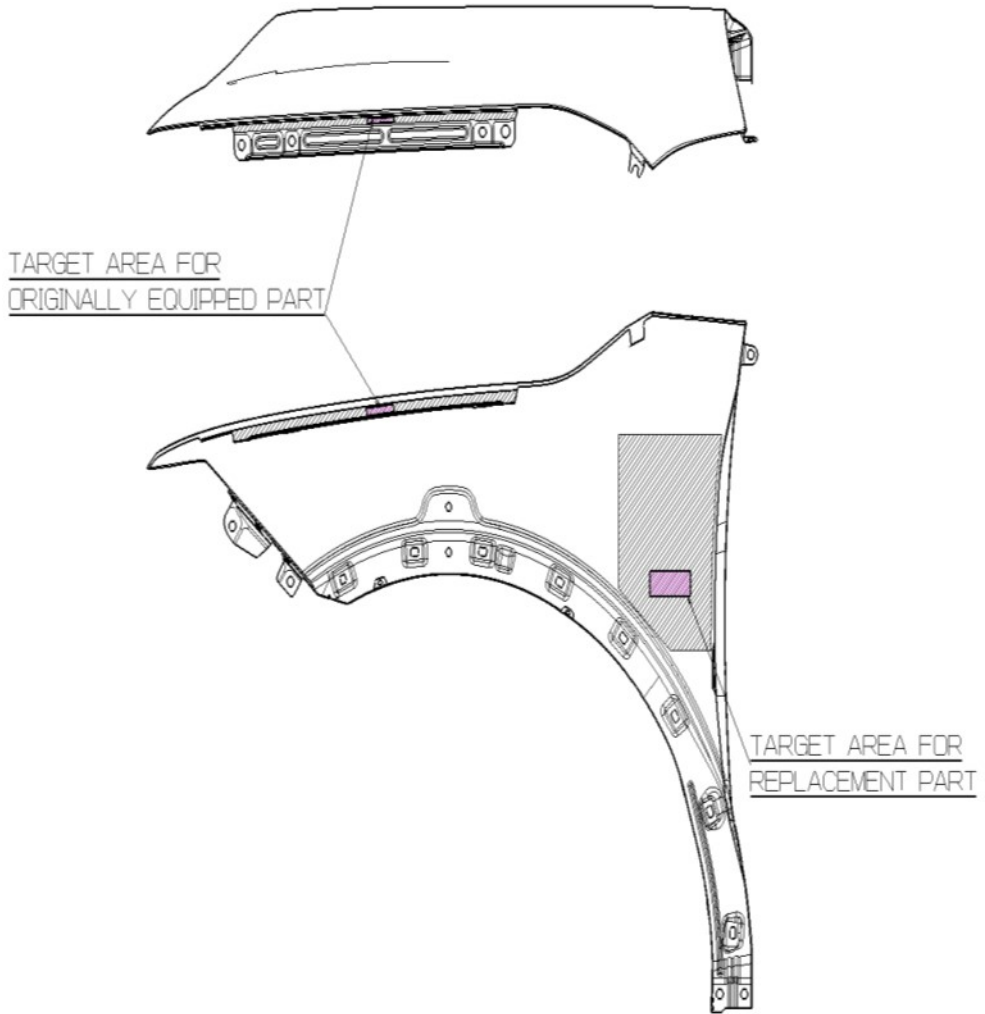 TARGET AREA FOR
ORIGINALLY EQUIPPED PART
TARGET AREA FOR
REPLACEMENT PART